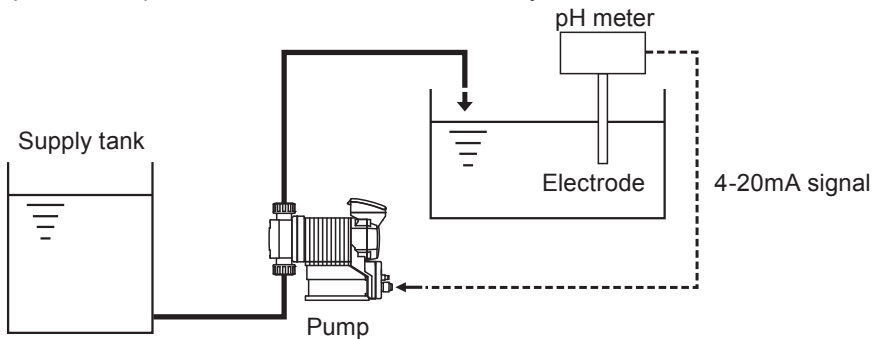 pH meter
Supply tank
Electrode
4-20mA signal
Pump